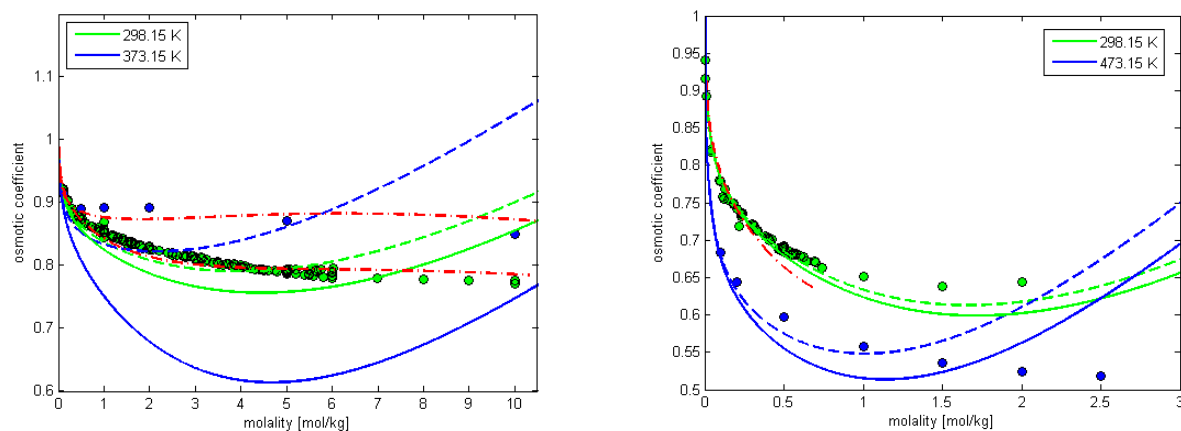 298.15 K
373.15 K
1.1
1
0.9
0.8
0.7
0.6
osmotic coefficient
0 1 2 3 4 5 6 7 8 9 10
molality [mol/kg]
298.15 K
473.15 K
1
0.95
0.9
0.85
0.8
0.75
0.7
0.65
0.6
0.55
0.5
osmotic coefficient
0 0.5 1 1.5 2 2.5 3
molality [mol/kg]